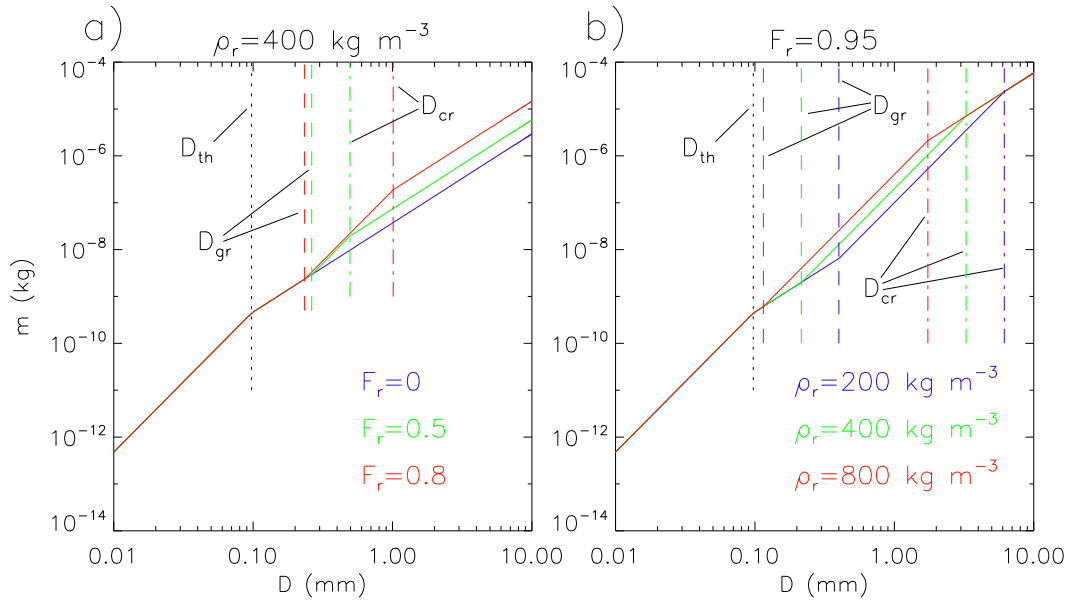 a)
ρr=400 kg m⁻³
10⁻⁴
10⁻⁶
10⁻⁸
10⁻¹⁰
10⁻¹²
10⁻¹⁴
m (kg)
Dth
Dgr
Dcr
Fr=0
Fr=0.5
Fr=0.8
0.01 0.10 1.00 10.00
D (mm)
b)
Fr=0.95
10⁻⁴
10⁻⁶
10⁻⁸
10⁻¹⁰
10⁻¹²
10⁻¹⁴
Dth
Dgr
Dcr
ρr=200 kg m⁻³
ρr=400 kg m⁻³
ρr=800 kg m⁻³
0.01 0.10 1.00 10.00
D (mm)